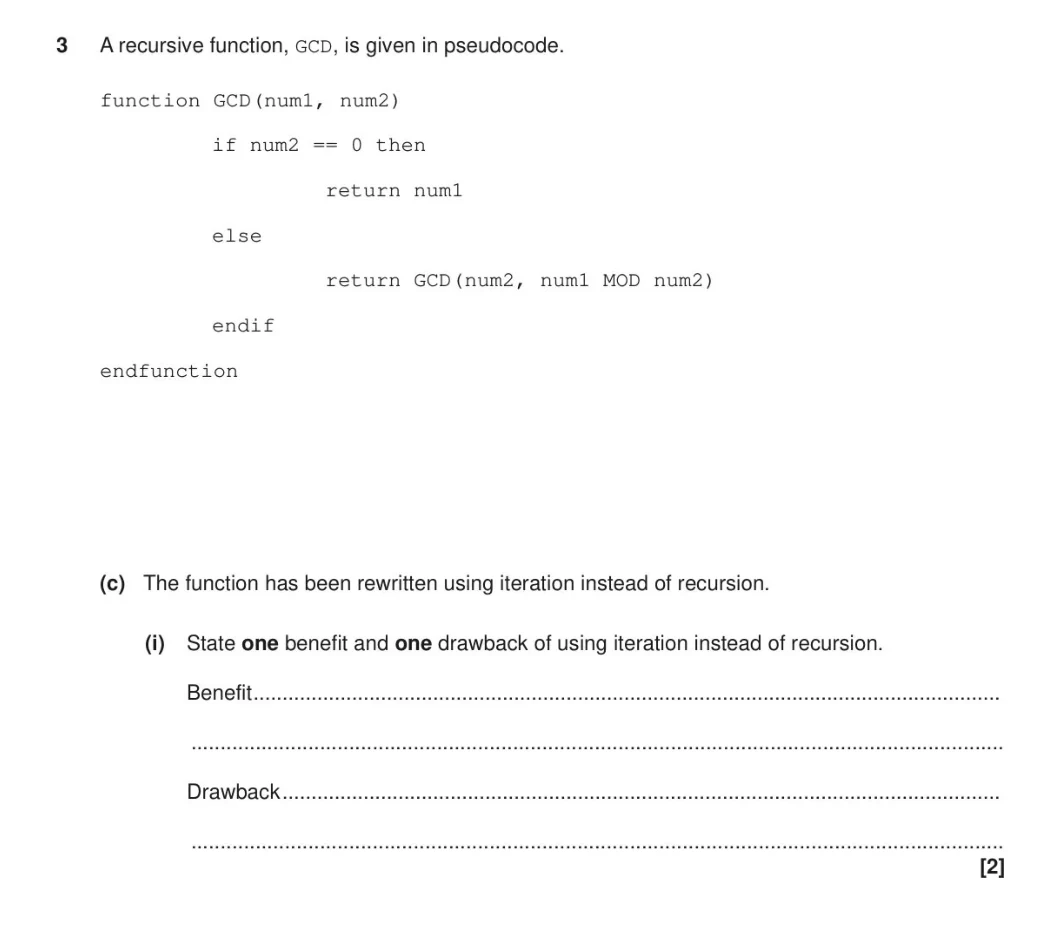 3 A recursive function, GCD, is given in pseudocode.
function GCD(num1, num2)
if num2 == 0 then
return num1
else
return GCD(num2, num1 MOD num2)
endif
endfunction
(c) The function has been rewritten using iteration instead of recursion.
(i) State one benefit and one drawback of using iteration instead of recursion.
Benefit...........................................................................................................................
...........................................................................................................................
Drawback...........................................................................................................................
...........................................................................................................................
[2]